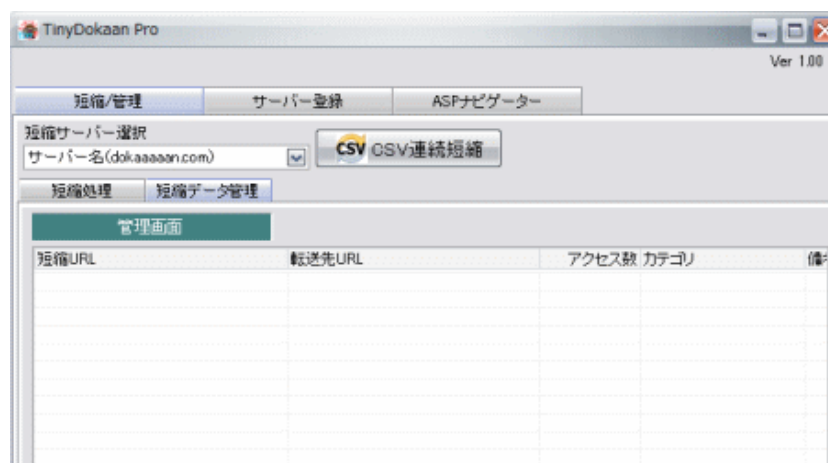 TinyDokaan Pro
Ver 1.00
短縮/管理 サーバー登録 ASPナビゲーター
短縮サーバー選択
サーバー名(dokaaaaan.com)
CSV CSV連続短縮
短縮処理 短縮データ管理
管理画面
短縮URL 転送先URL アクセス数 カテゴリ 備